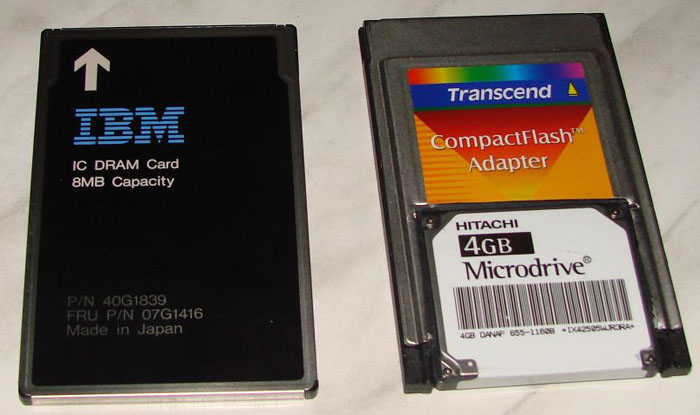 IBM
IC DRAM Card
8MB Capacity
P/N 40G1839
FRU P/N 07G1416
Made in Japan
Transcend
CompactFlash™
Adapter
HITACHI
4GB
Microdrive®
4GB DANAP 655-1160B *IX42505WJR3RA*